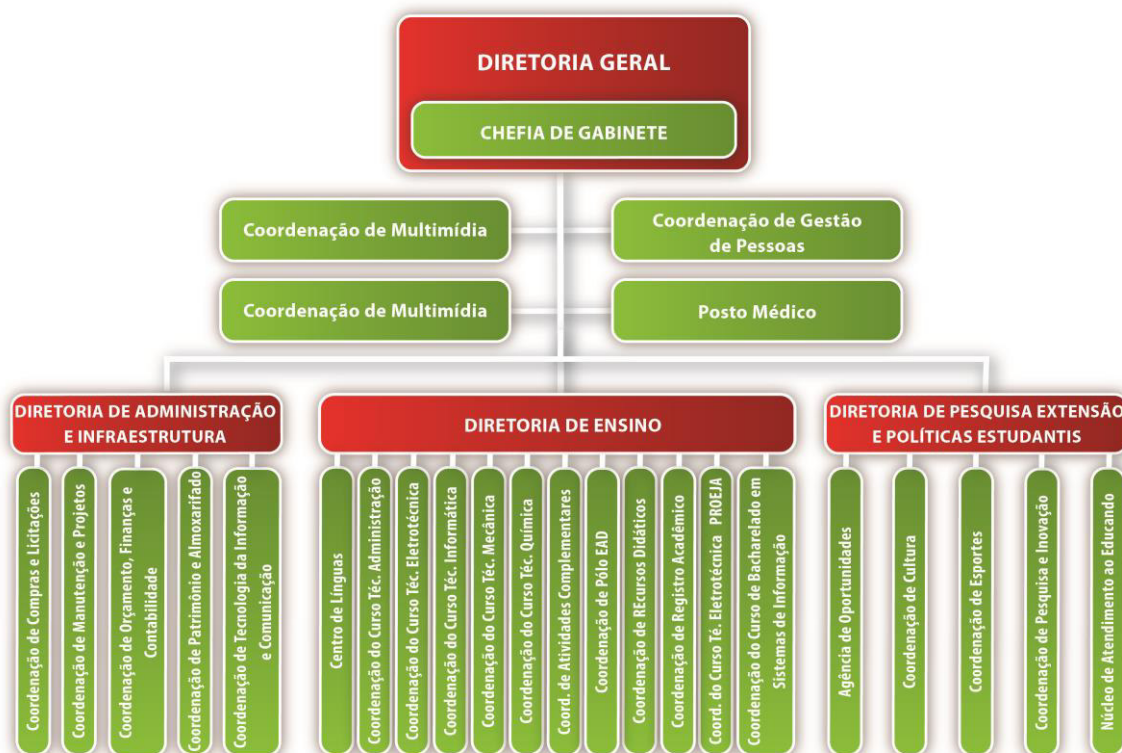 DIRETORIA GERAL
CHEFIA DE GABINETE
Coordenação de Multimídia
Coordenação de Gestão
de Pessoas
Coordenação de Multimídia
Posto Médico
DIRETORIA DE ADMINISTRAÇÃO
E INFRAESTRUTURA
Coordenação de Compras e Licitações
Coordenação de Manutenção e Projetos
Coordenação de Orçamento, Finanças e
Contabilidade
Coordenação de Patrimônio e Almoxarifado
Coordenação de Tecnologia da Informação
e Comunicação
DIRETORIA DE ENSINO
Centro de Línguas
Coordenação do Curso Téc. Administração
Coordenação do Curso Téc. Eletrotécnica
Coordenação do Curso Téc. Informática
Coordenação do Curso Téc. Mecânica
Coordenação do Curso Téc. Química
Coord. de Atividades Complementares
Coordenação de Pólo EAD
Coordenação de REcursos Didáticos
Coordenação de Registro Acadêmico
Coord. do Curso Té. Eletrotécnica PROEJA
Coordenação do Curso de Bacharelado em
Sistemas de Informação
DIRETORIA DE PESQUISA EXTENSÃO
E POLÍTICAS ESTUDANTIS
Agência de Oportunidades
Coordenação de Cultura
Coordenação de Esportes
Coordenação de Pesquisa e Inovação
Núcleo de Atendimento ao Educando